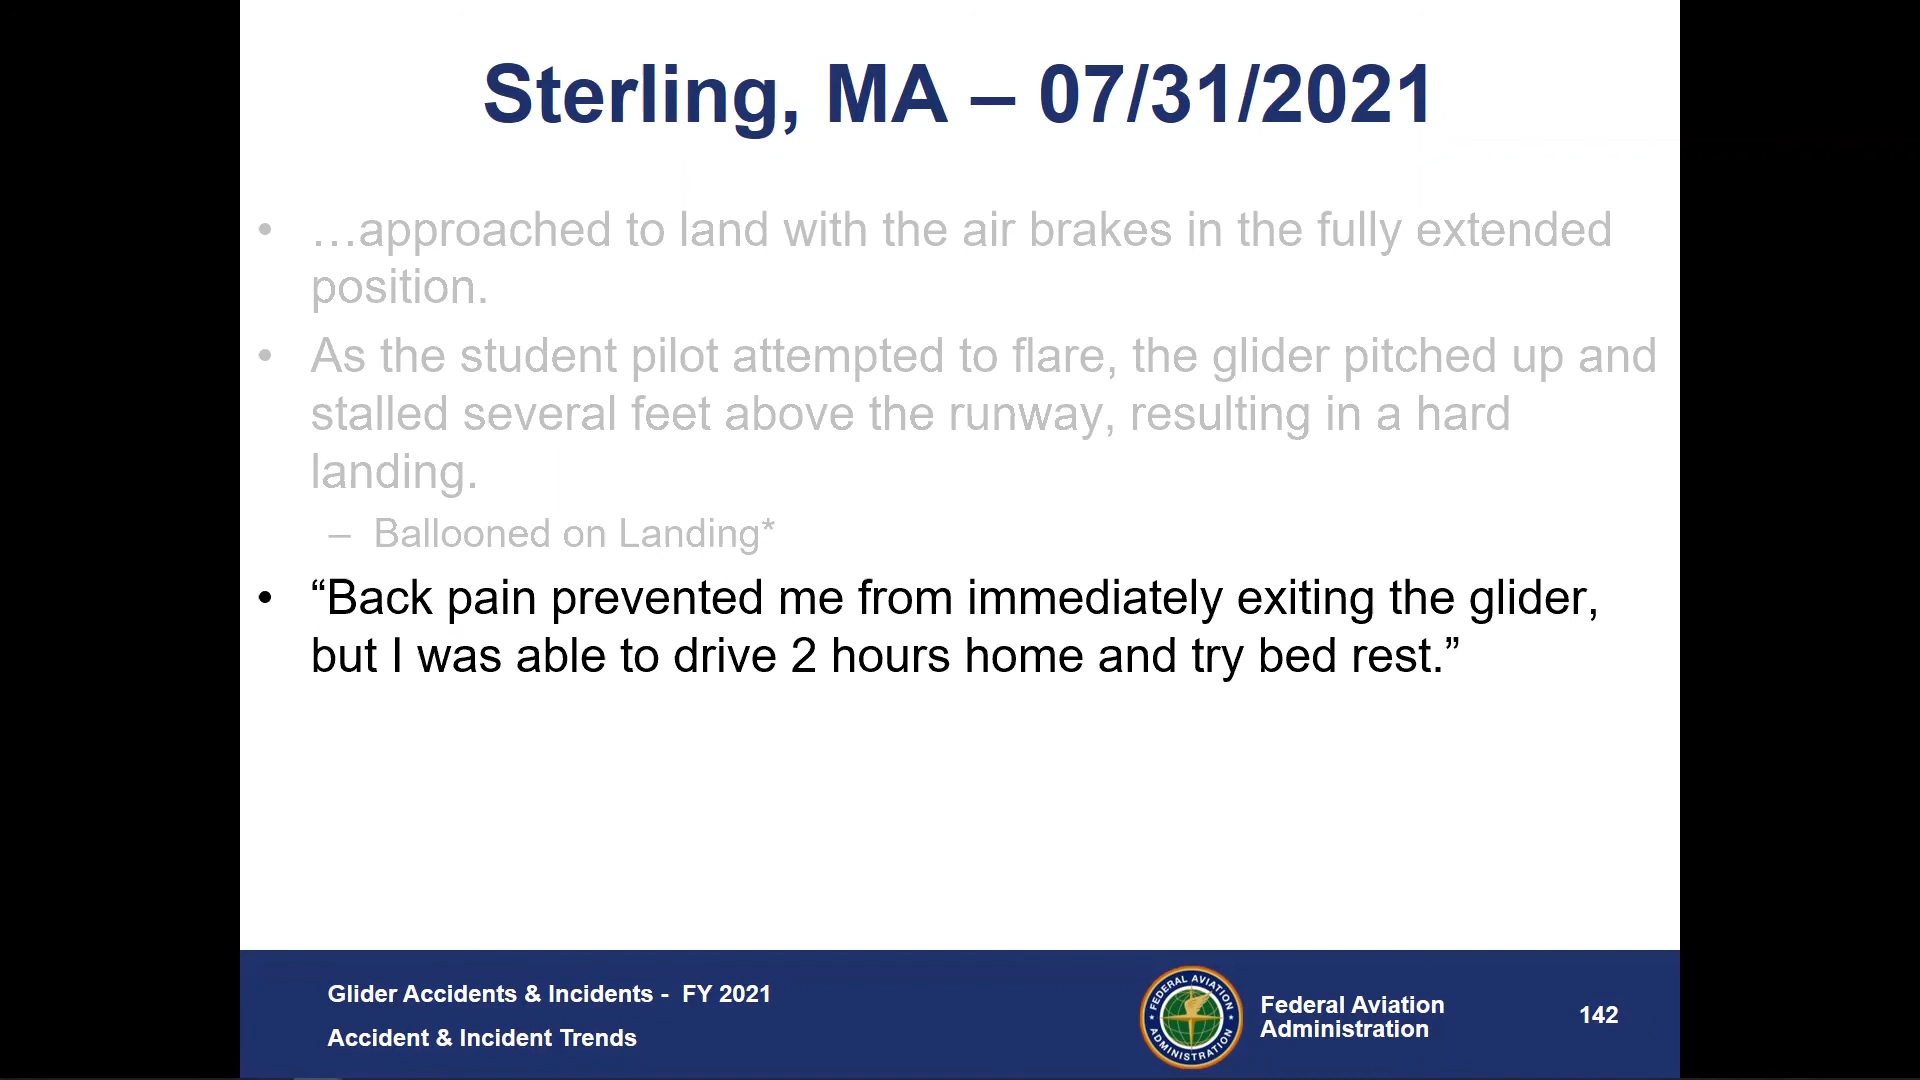 Sterling, MA – 07/31/2021
• …approached to land with the air brakes in the fully extended
position.
• As the student pilot attempted to flare, the glider pitched up and
stalled several feet above the runway, resulting in a hard
landing.
– Ballooned on Landing*
• “Back pain prevented me from immediately exiting the glider,
but I was able to drive 2 hours home and try bed rest.”
Glider Accidents & Incidents - FY 2021
Accident & Incident Trends
FEDERAL AVIATION
ADMINISTRATION
Federal Aviation
Administration
142